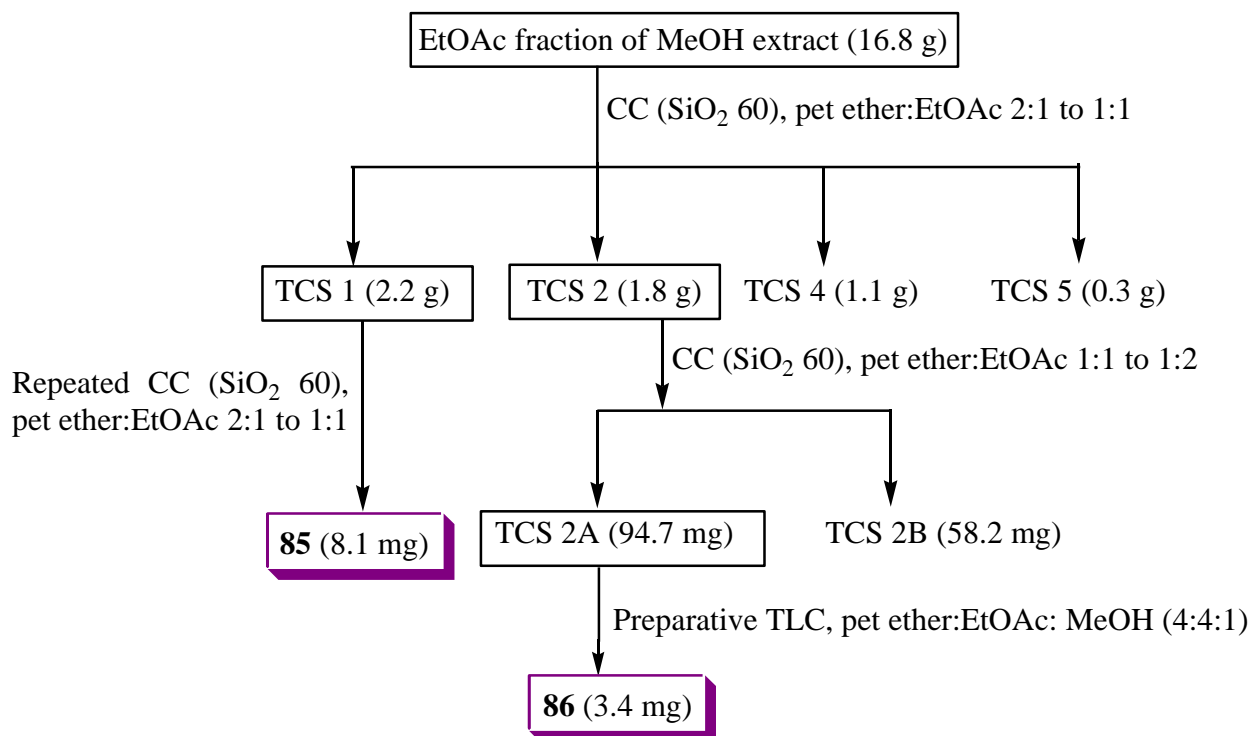 EtOAc fraction of MeOH extract (16.8 g)
CC (SiO₂ 60), pet ether:EtOAc 2:1 to 1:1
TCS 1 (2.2 g)
TCS 2 (1.8 g)
TCS 4 (1.1 g)
TCS 5 (0.3 g)
CC (SiO₂ 60), pet ether:EtOAc 1:1 to 1:2
Repeated CC (SiO₂ 60),
pet ether:EtOAc 2:1 to 1:1
85 (8.1 mg)
TCS 2A (94.7 mg)
TCS 2B (58.2 mg)
Preparative TLC, pet ether:EtOAc: MeOH (4:4:1)
86 (3.4 mg)